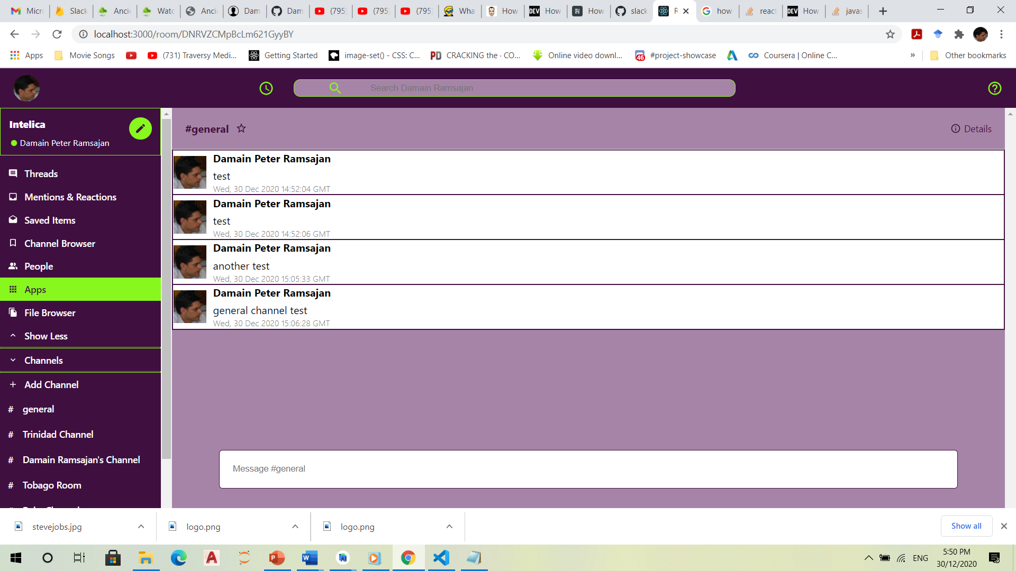 Gmail
Slac
Anci
Watc
Anci
Dam
Dam
(795
(795
(795
Wha
How
How
How
slac
F
how
reac
How
javas
localhost:3000/room/DNRVZCMpBcLm621GyyBY
Apps
Movie Songs
(731) Traversy Medi...
Getting Started
image-set() - CSS: C...
CRACKING the - CO...
Online video downl...
#project-showcase
Coursera | Online C...
»
Other bookmarks
Search Damain Ramsajan
Intelica
Damain Peter Ramsajan
Threads
Mentions & Reactions
Saved Items
Channel Browser
People
Apps
File Browser
Show Less
Channels
Add Channel
# general
# Trinidad Channel
# Damain Ramsajan's Channel
# Tobago Room
#general
Details
Damain Peter Ramsajan
test
Wed, 30 Dec 2020 14:52:04 GMT
Damain Peter Ramsajan
test
Wed, 30 Dec 2020 14:52:06 GMT
Damain Peter Ramsajan
another test
Wed, 30 Dec 2020 15:05:33 GMT
Damain Peter Ramsajan
general channel test
Wed, 30 Dec 2020 15:06:28 GMT
Message #general
stevejobs.jpg
logo.png
logo.png
Show all
ENG
5:50 PM
30/12/2020